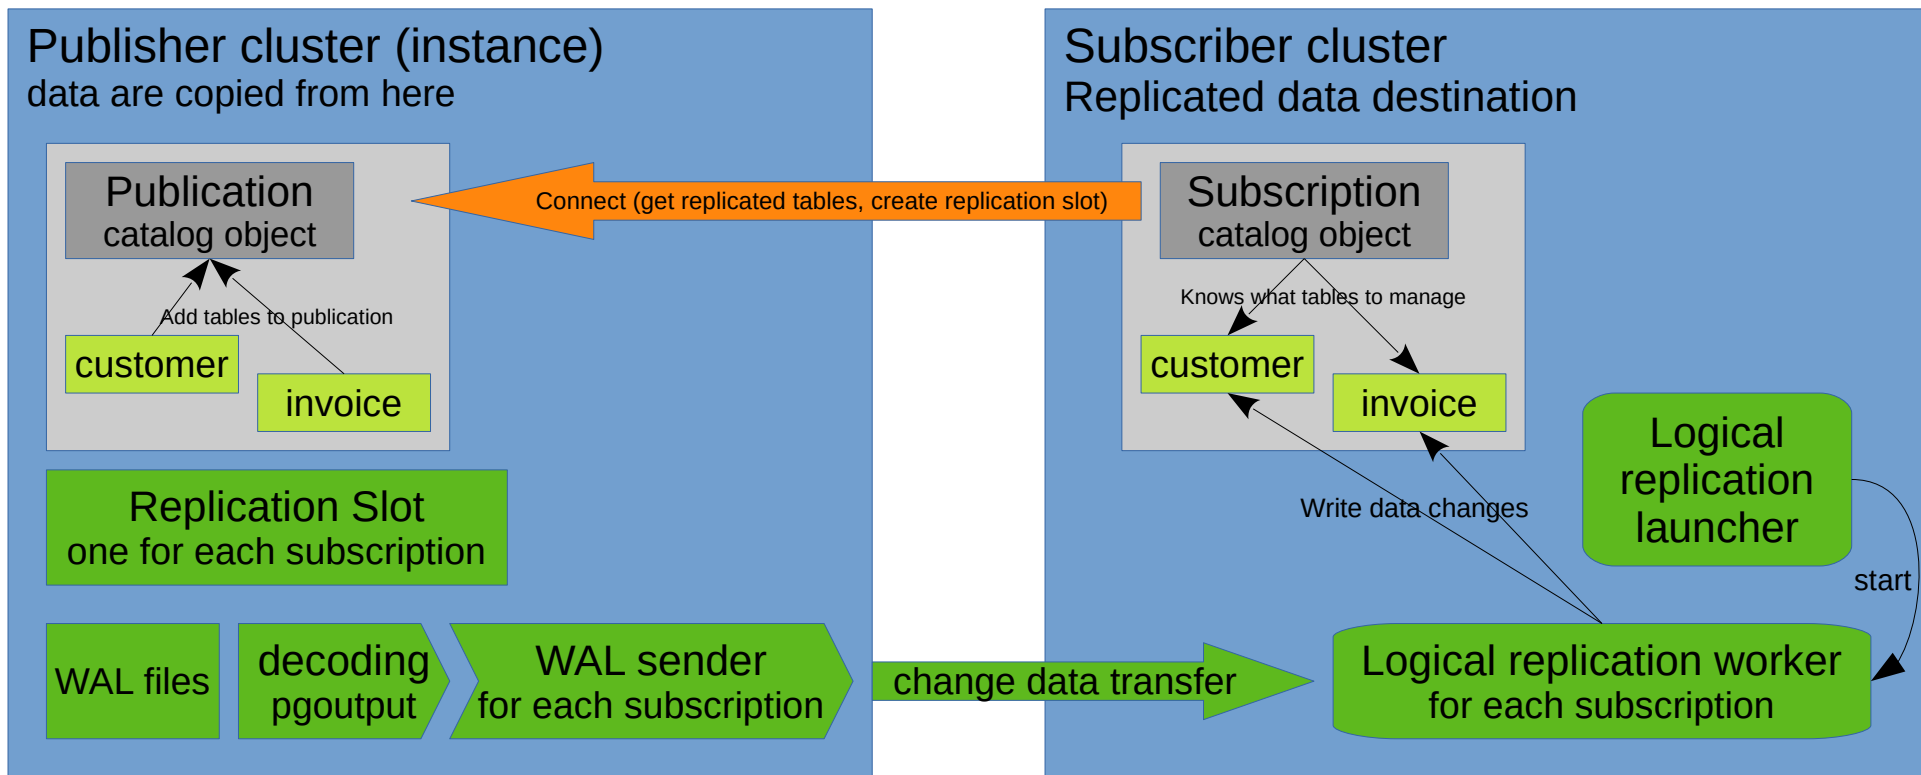 Publisher cluster (instance)
data are copied from here
Publication
catalog object
Add tables to publication
customer
invoice
Replication Slot
one for each subscription
WAL files
decoding
pgoutput
WAL sender
for each subscription
Connect (get replicated tables, create replication slot)
change data transfer
Subscriber cluster
Replicated data destination
Subscription
catalog object
Knows what tables to manage
customer
invoice
Write data changes
Logical
replication
launcher
start
Logical replication worker
for each subscription